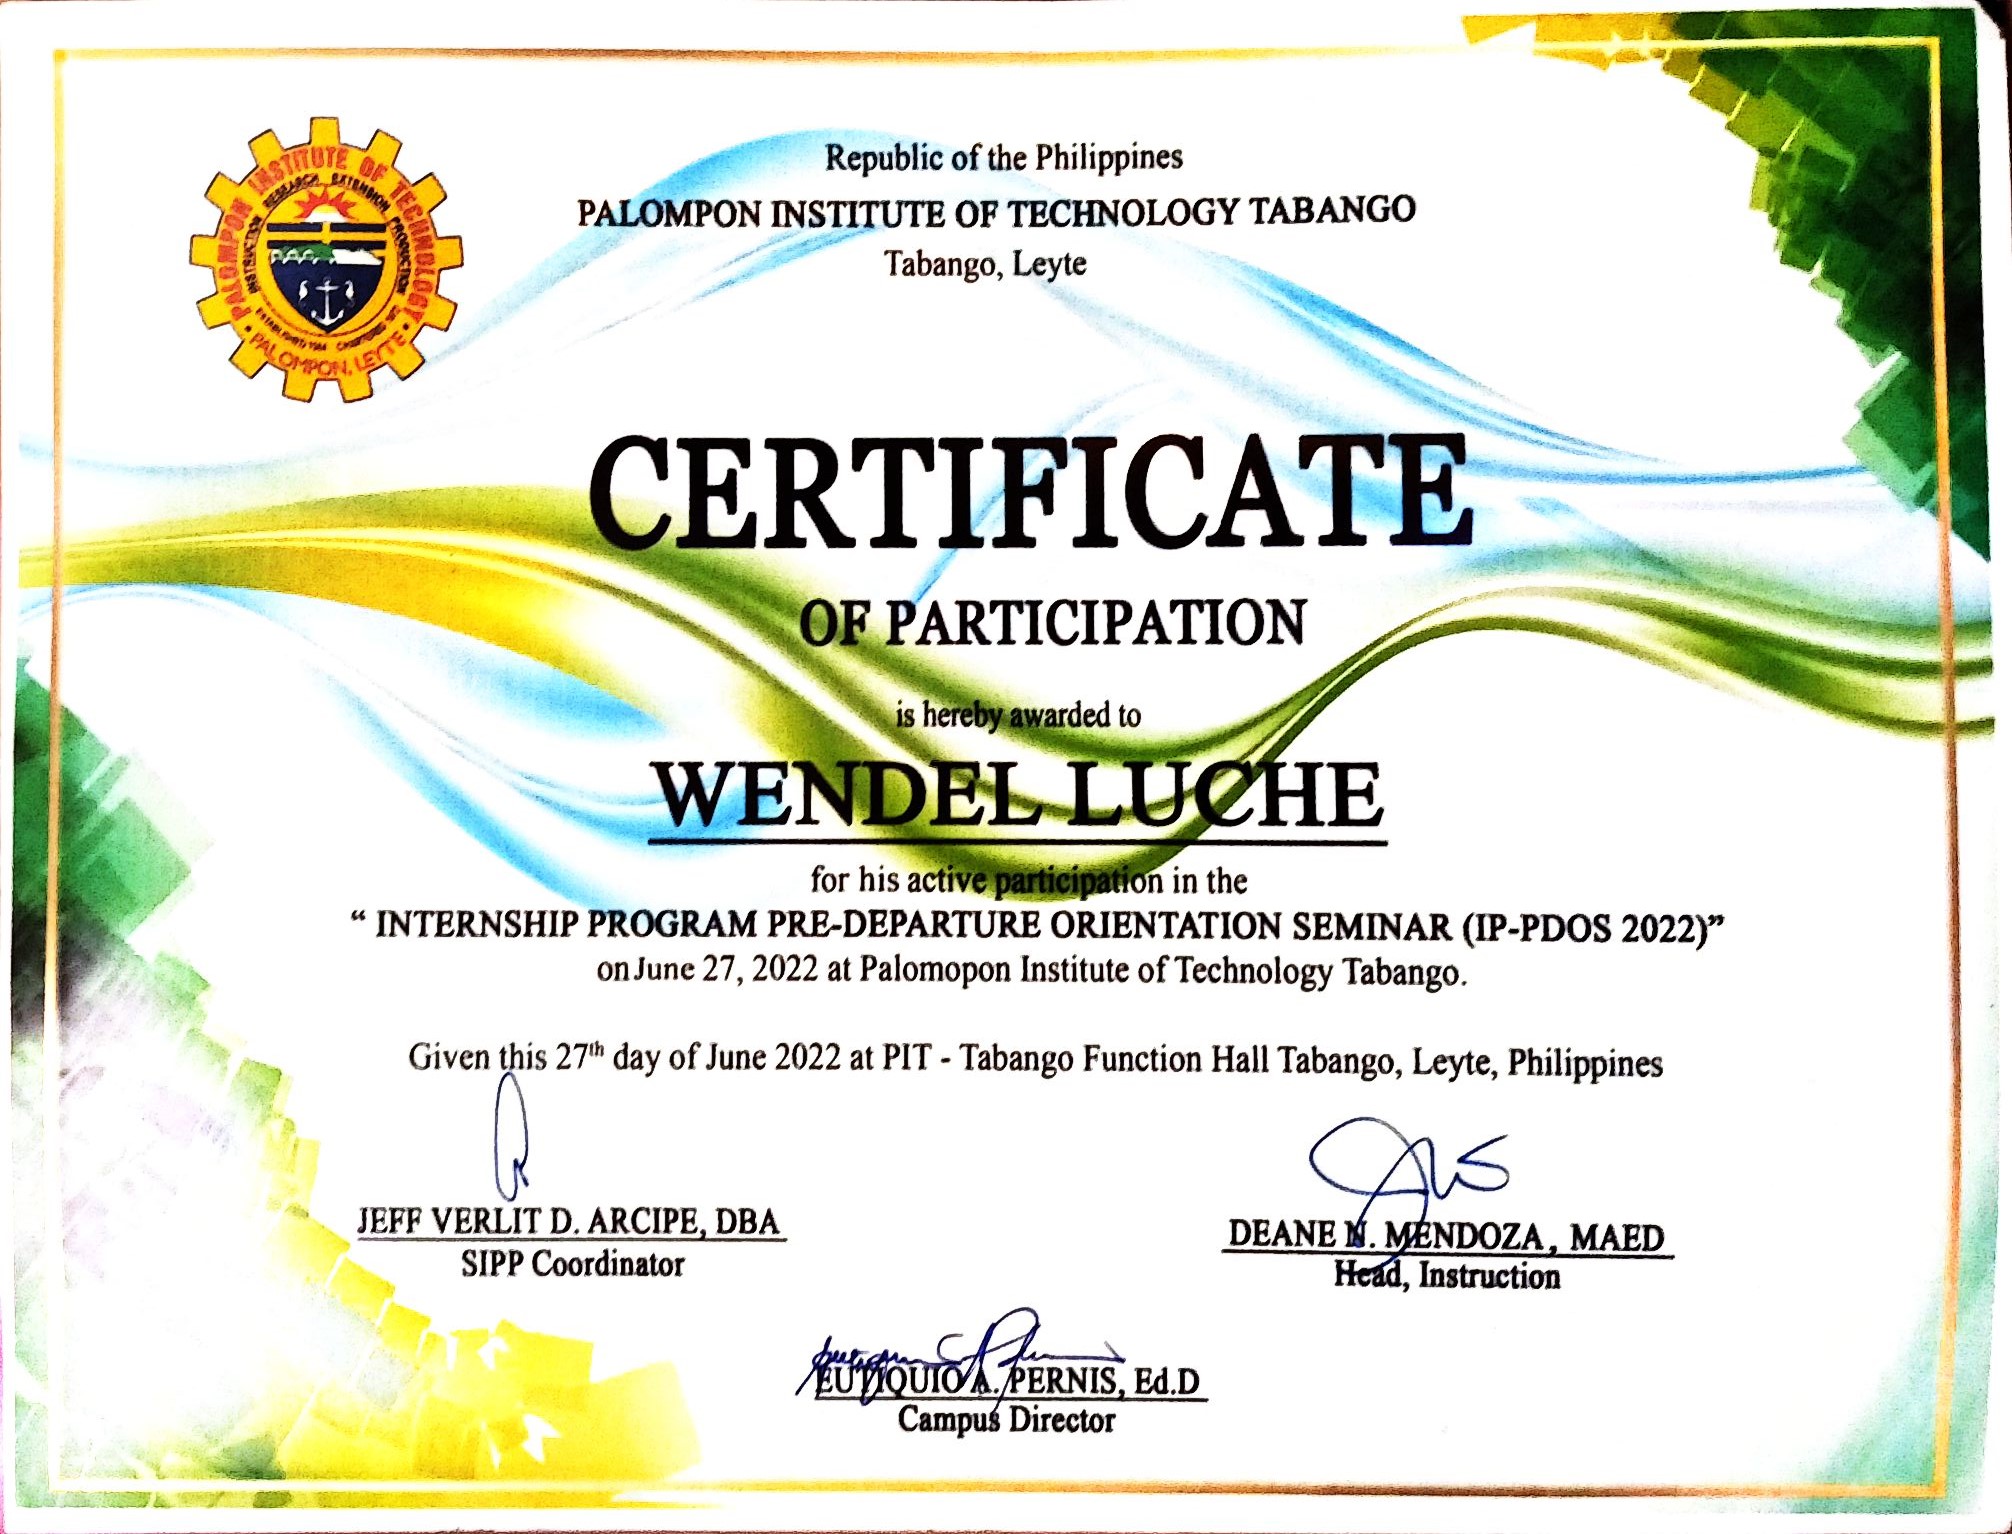 PALOMPON INSTITUTE OF TECHNOLOGY
INSTRUCTION RESEARCH EXTENSION PRODUCTION
PALOMPON, LEYTE
Republic of the Philippines
PALOMPON INSTITUTE OF TECHNOLOGY TABANGO
Tabango, Leyte
CERTIFICATE
OF PARTICIPATION
is hereby awarded to
WENDEL LUCHE
for his active participation in the
“ INTERNSHIP PROGRAM PRE-DEPARTURE ORIENTATION SEMINAR (IP-PDOS 2022)”
on June 27, 2022 at Palomopon Institute of Technology Tabango.
Given this 27th day of June 2022 at PIT - Tabango Function Hall Tabango, Leyte, Philippines
JEFF VERLIT D. ARCIPE, DBA
SIPP Coordinator
DEANE N. MENDOZA, MAED
Head, Instruction
EUTIQUIO A. PERNIS, Ed.D
Campus Director